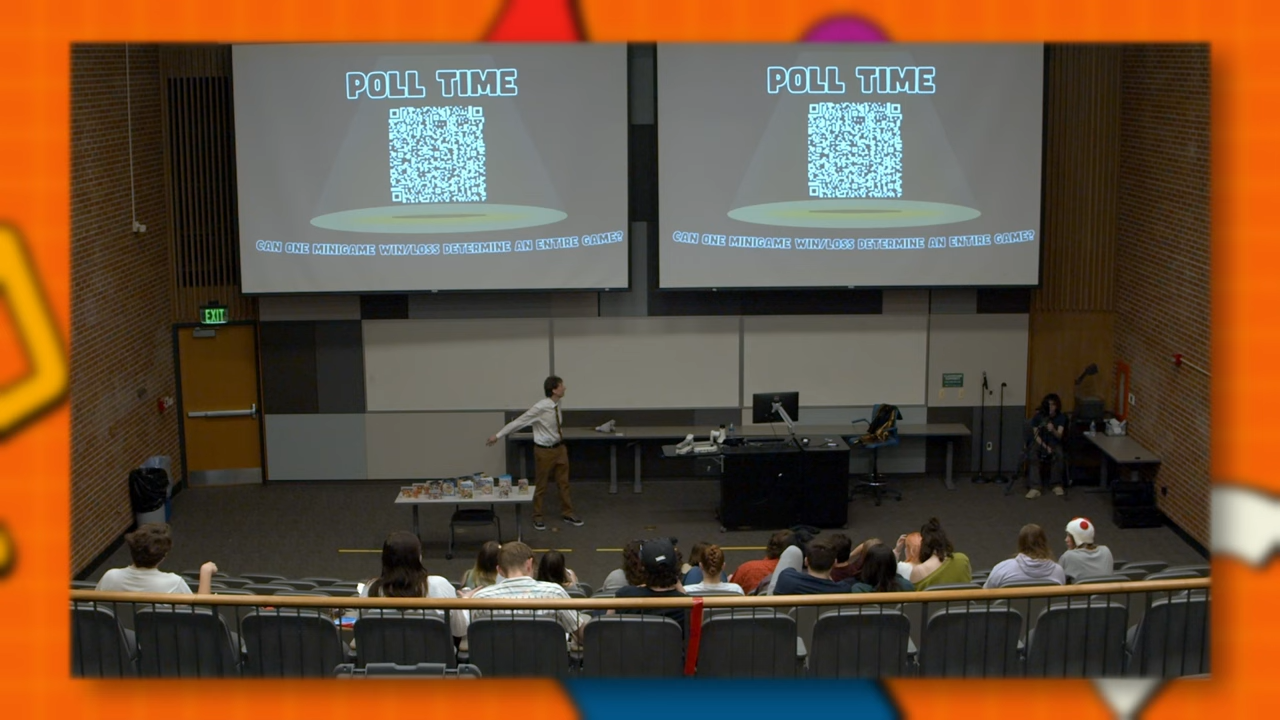 POLL TIME
CAN ONE MINIGAME WIN/LOSS DETERMINE AN ENTIRE GAME?
POLL TIME
CAN ONE MINIGAME WIN/LOSS DETERMINE AN ENTIRE GAME?
EXIT